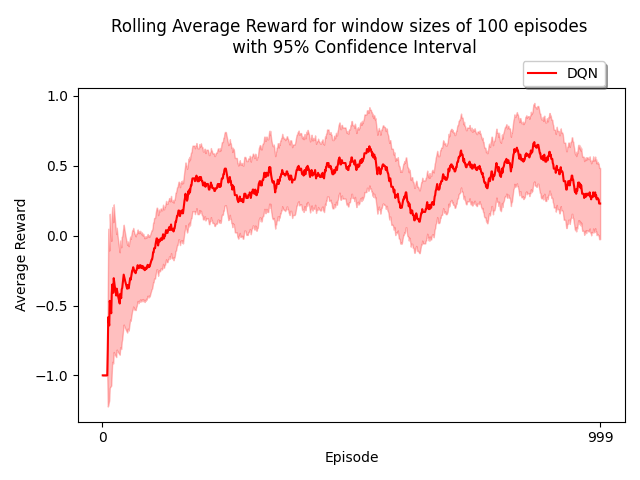 Rolling Average Reward for window sizes of 100 episodes
with 95% Confidence Interval
DQN
1.0
0.5
0.0
−0.5
−1.0
Average Reward
0
999
Episode